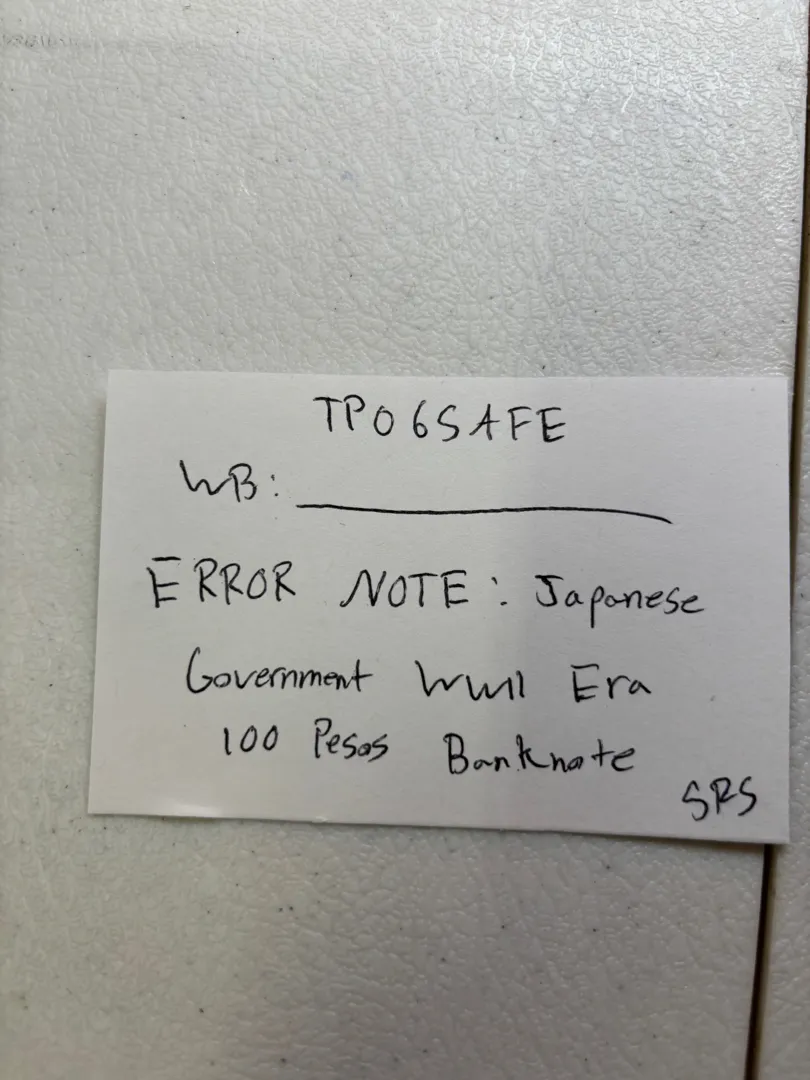 TP06SAFE
WB:
ERROR NOTE: Japanese
Government WWII Era
100 Pesos Banknote
SRS